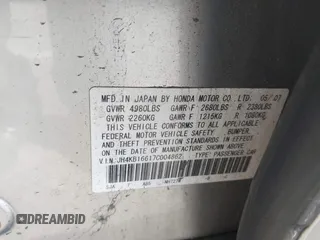 MFD. IN JAPAN BY HONDA MOTOR CO., LTD. 05/07
GVWR 4980LBS GAWR F 2680LBS R 2380LBS
GVWR 2260KG GAWR F 1215KG R 1080KG
THIS VEHICLE CONFORMS TO ALL APPLICABLE
FEDERAL MOTOR VEHICLE SAFETY, BUMPER,
AND THEFT PREVENTION STANDARDS IN EFFECT
ON THE DATE OF MANUFACTURE SHOWN ABOVE.
V.I.N: JH4KB16617C004862 TYPE: PASSENGER CAR